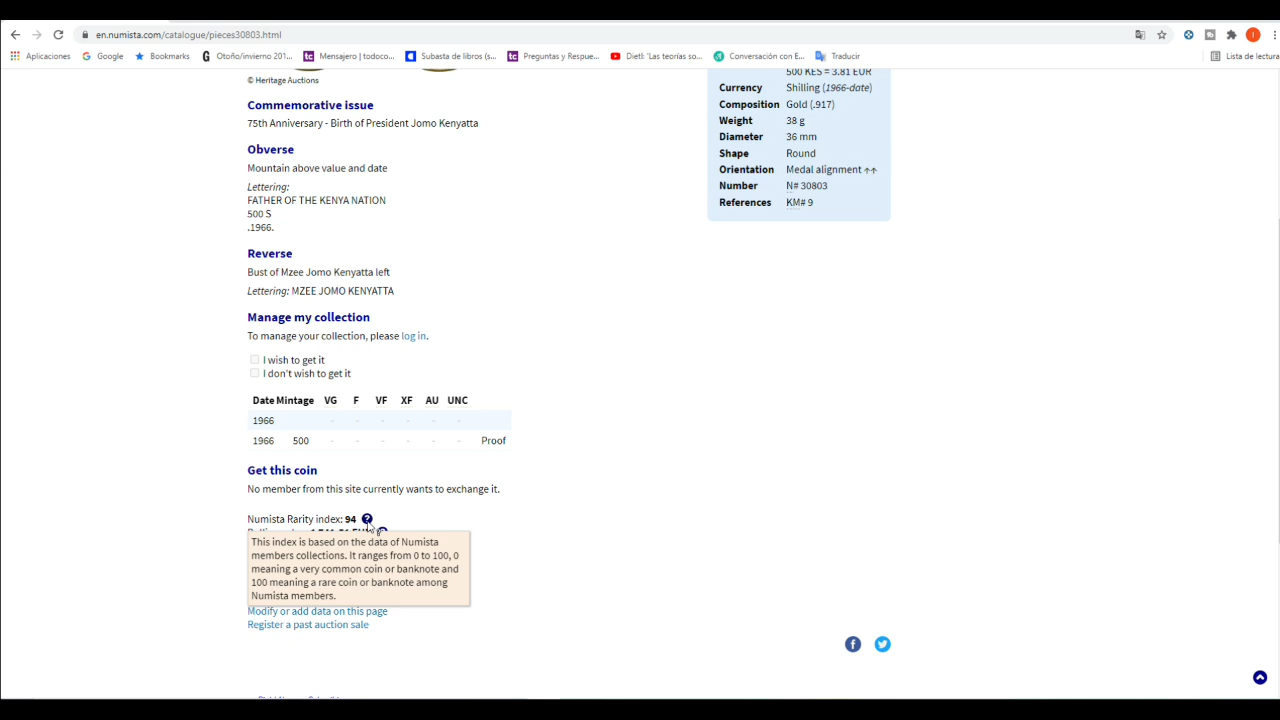 en.numista.com/catalogue/pieces30803.html
Aplicaciones
Google
Bookmarks
Otoño/invierno 201...
Mensajero | todoco...
Subasta de libros (s...
Preguntas y Respue...
Dietl: 'Las teorías so...
Conversación con E...
Traducir
Lista de lectura
© Heritage Auctions
Commemorative issue
75th Anniversary - Birth of President Jomo Kenyatta
Obverse
Mountain above value and date
Lettering:
FATHER OF THE KENYA NATION
500 S
.1966.
Reverse
Bust of Mzee Jomo Kenyatta left
Lettering: MZEE JOMO KENYATTA
Manage my collection
To manage your collection, please log in.
I wish to get it
I don't wish to get it
Date Mintage VG F VF XF AU UNC
1966 - - - - - -
1966 500 - - - - - - Proof
Get this coin
No member from this site currently wants to exchange it.
Numista Rarity index: 94 ?
This index is based on the data of Numista
members collections. It ranges from 0 to 100, 0
meaning a very common coin or banknote and
100 meaning a rare coin or banknote among
Numista members.
Modify or add data on this page
Register a past auction sale
500 KES = 3.81 EUR
Currency Shilling (1966-date)
Composition Gold (.917)
Weight 38 g
Diameter 36 mm
Shape Round
Orientation Medal alignment ↑↑
Number N# 30803
References KM# 9